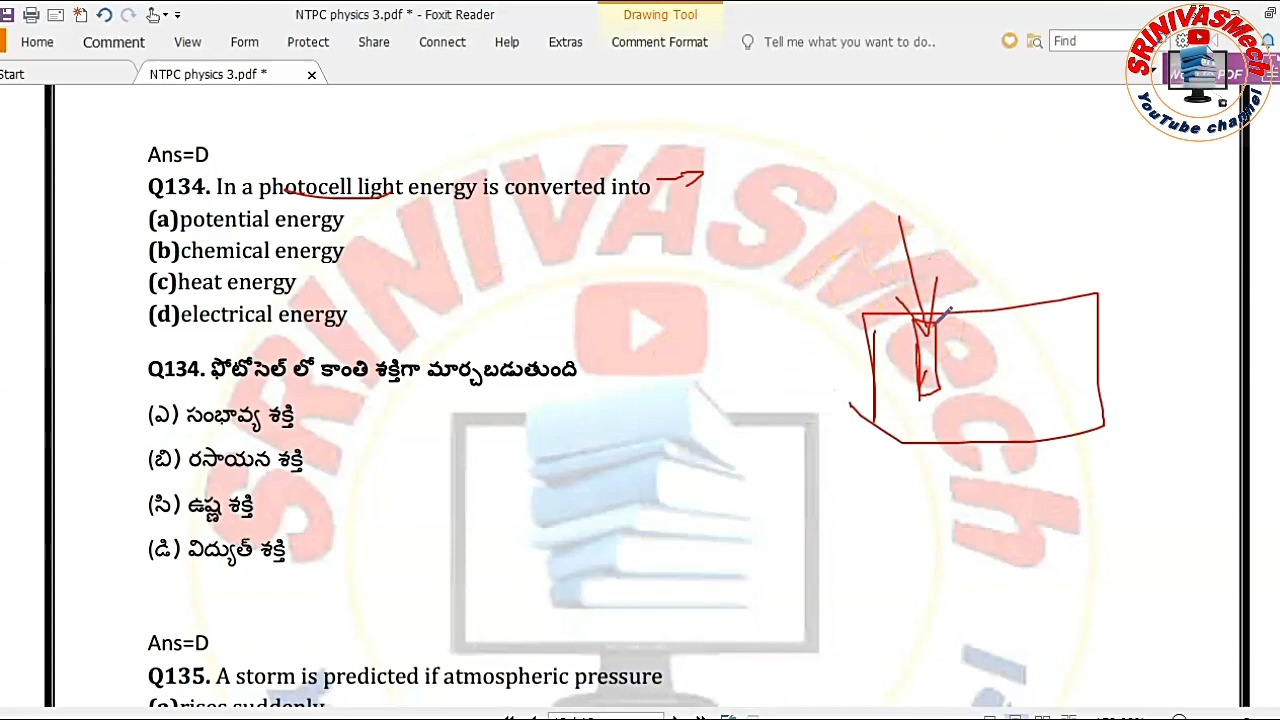 NTPC physics 3.pdf * - Foxit Reader
Drawing Tool
Home Comment View Form Protect Share Connect Help Extras Comment Format Tell me what you want to do.. Find
Start NTPC physics 3.pdf *
SRINIVASMech
YouTube channel
Ans=D
Q134. In a photocell light energy is converted into
(a)potential energy
(b)chemical energy
(c)heat energy
(d)electrical energy
Q134. ఫోటోసెల్ లో కాంతి శక్తిగా మార్చబడుతుంది
(ఎ) సంభావ్య శక్తి
(బి) రసాయన శక్తి
(సి) ఉష్ణ శక్తి
(డి) విద్యుత్ శక్తి
Ans=D
Q135. A storm is predicted if atmospheric pressure
(a)rises suddenly
SRINIVASMech